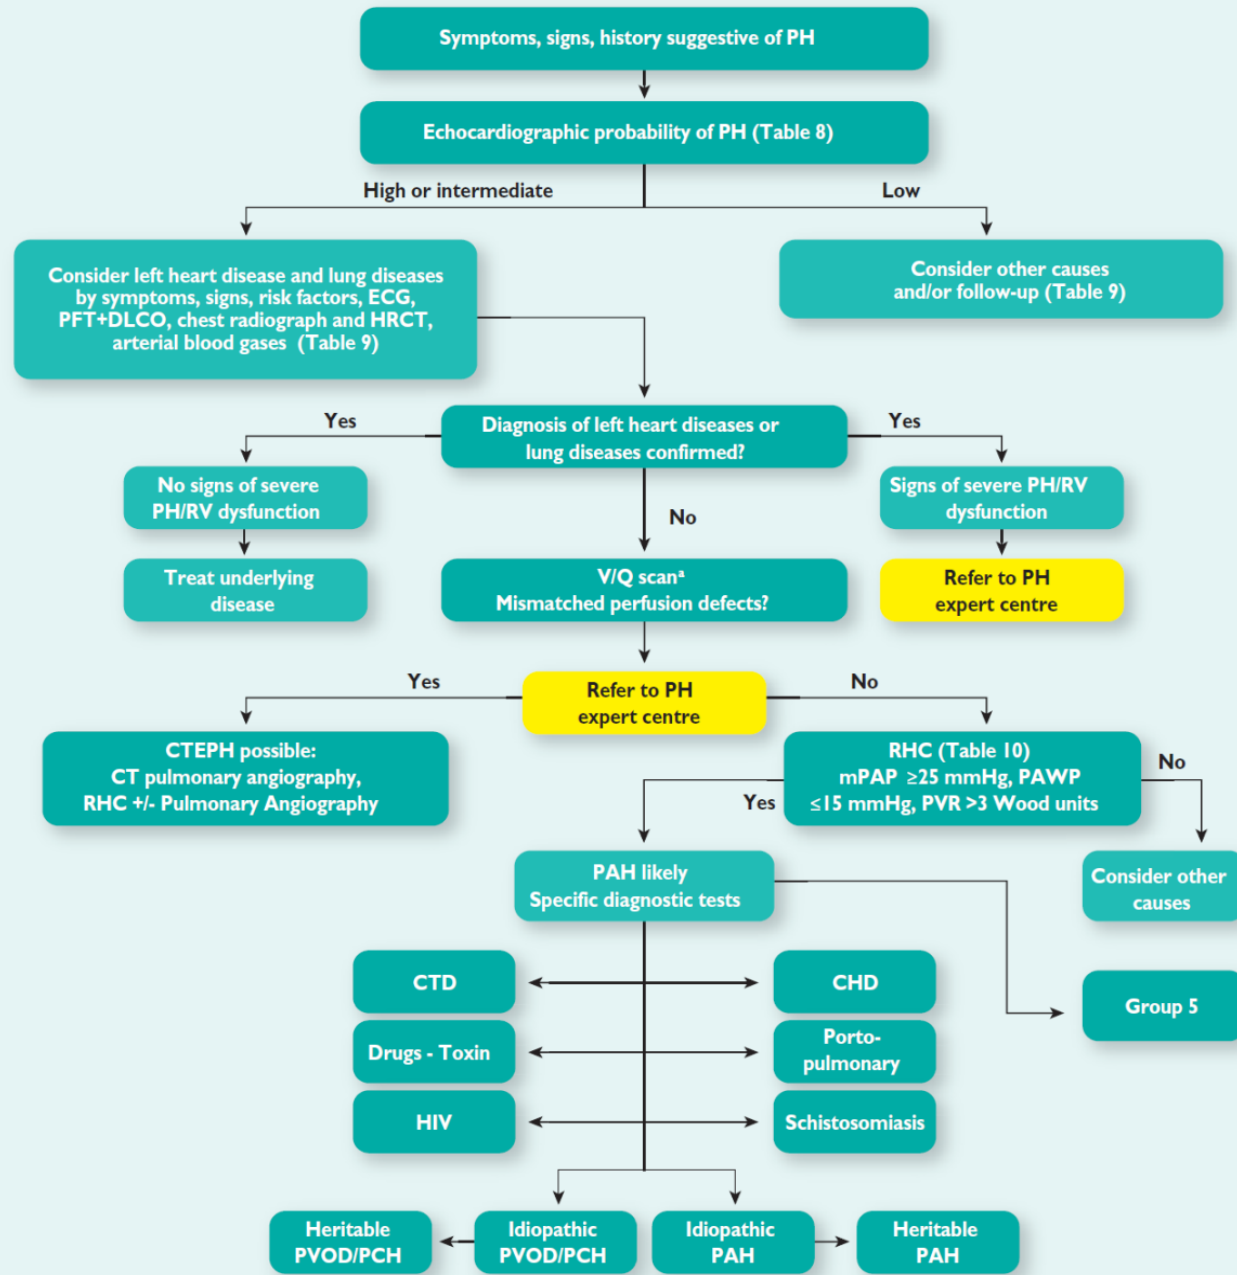 Symptoms, signs, history suggestive of PH
Echocardiographic probability of PH (Table 8)
High or intermediate
Low
Consider left heart disease and lung diseases
by symptoms, signs, risk factors, ECG,
PFT+DLCO, chest radiograph and HRCT,
arterial blood gases (Table 9)
Consider other causes
and/or follow-up (Table 9)
Yes
Diagnosis of left heart diseases or
lung diseases confirmed?
Yes
No signs of severe
PH/RV dysfunction
Signs of severe PH/RV
dysfunction
No
Treat underlying
disease
V/Q scanᵃ
Mismatched perfusion defects?
Refer to PH
expert centre
Yes
Refer to PH
expert centre
No
CTEPH possible:
CT pulmonary angiography,
RHC +/- Pulmonary Angiography
RHC (Table 10)
mPAP ≥25 mmHg, PAWP
≤15 mmHg, PVR >3 Wood units
No
Yes
PAH likely
Specific diagnostic tests
Consider other
causes
CTD
CHD
Group 5
Drugs - Toxin
Porto-
pulmonary
HIV
Schistosomiasis
Heritable
PVOD/PCH
Idiopathic
PVOD/PCH
Idiopathic
PAH
Heritable
PAH